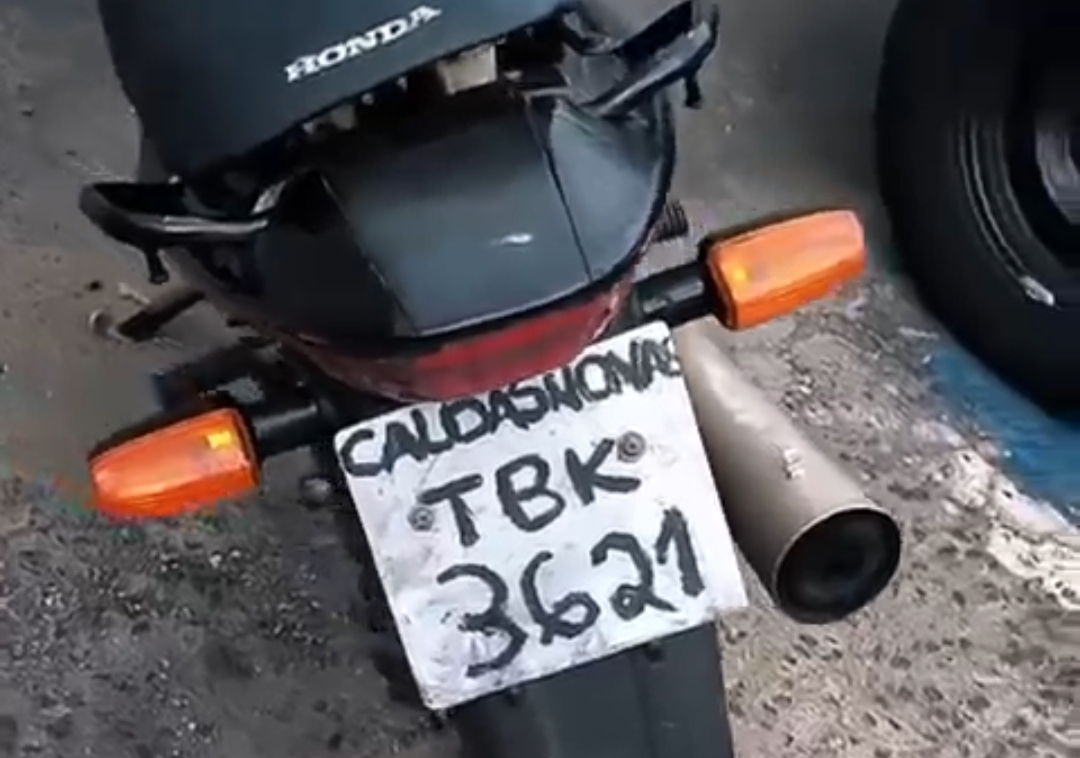 HONDA
CALDASNOVAS
TBK
3621